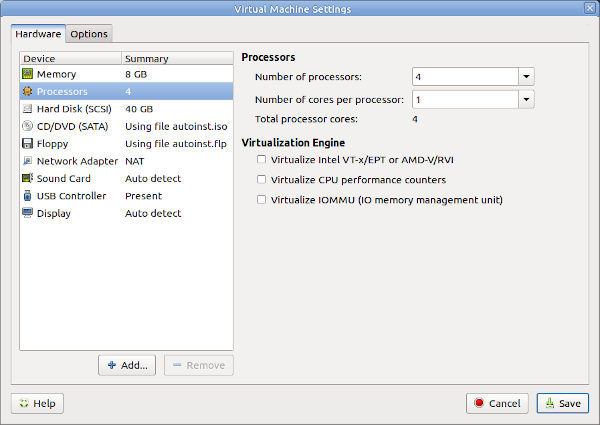 Virtual Machine Settings
Hardware Options
Device Summary
Memory 8 GB
Processors 4
Hard Disk (SCSI) 40 GB
CD/DVD (SATA) Using file autoinst.iso
Floppy Using file autoinst.flp
Network Adapter NAT
Sound Card Auto detect
USB Controller Present
Display Auto detect
Add...
Remove
Processors
Number of processors: 4
Number of cores per processor: 1
Total processor cores: 4
Virtualization Engine
Virtualize Intel VT-x/EPT or AMD-V/RVI
Virtualize CPU performance counters
Virtualize IOMMU (IO memory management unit)
Help
Cancel
Save